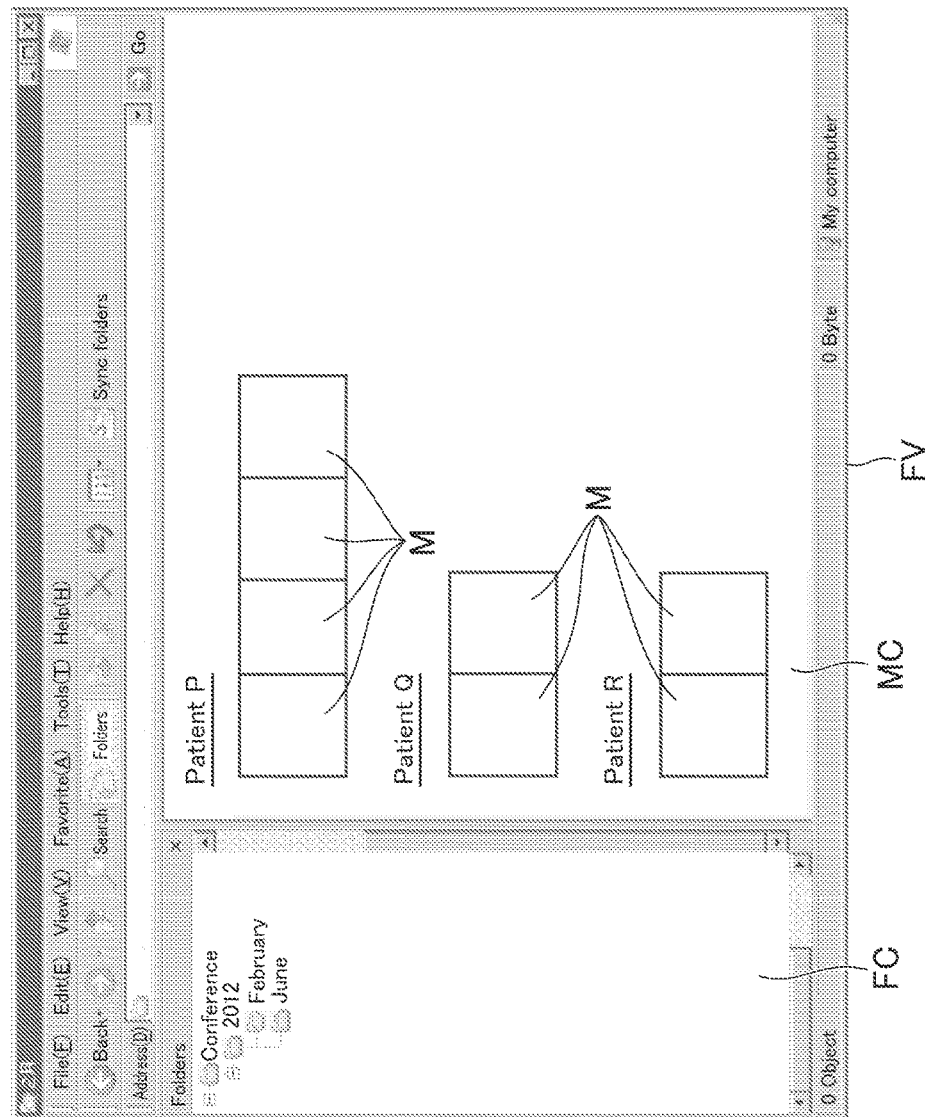 File(F) Edit(E) View(V) Favorite(A) Tools(T) Help(H)
Back Search Folders Sync folders
Address(D) Go
Folders ×
Conference
2012
February
June
Patient P
M
Patient Q
M
Patient R
0 Object 0 Byte My computer
FC MC FV